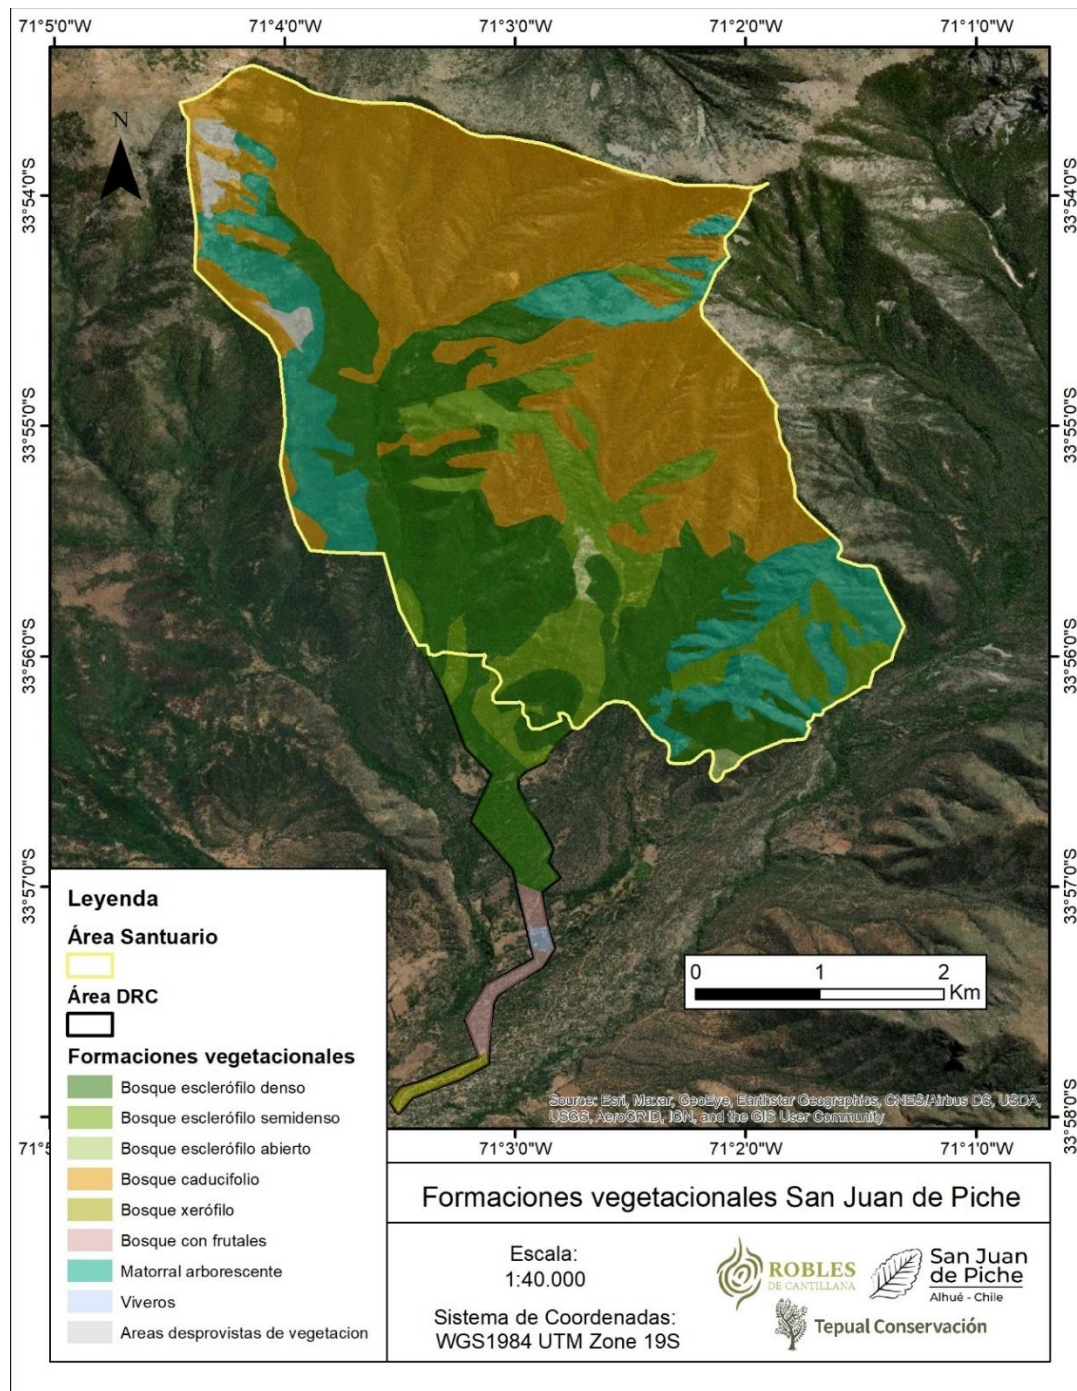 71°5'0"W 71°4'0"W 71°3'0"W 71°2'0"W 71°1'0"W
N
33°54'0"S 33°54'0"S
33°55'0"S 33°55'0"S
33°56'0"S 33°56'0"S
33°57'0"S 33°57'0"S
33°58'0"S
Leyenda
Área Santuario
Área DRC
Formaciones vegetacionales
Bosque esclerófilo denso
Bosque esclerófilo semidenso
Bosque esclerófilo abierto
Bosque caducifolio
Bosque xerófilo
Bosque con frutales
Matorral arborescente
Viveros
Areas desprovistas de vegetacion
0 1 2
Km
Source: Esri, Maxar, GeoEye, Earthstar Geographics, CNES/Airbus DS, USDA,
USGS, AeroGRID, IGN, and the GIS User Community
71°5 71°3'0"W 71°2'0"W 71°1'0"W
Formaciones vegetacionales San Juan de Piche
Escala:
1:40.000
Sistema de Coordenadas:
WGS1984 UTM Zone 19S
ROBLES
DE CANTILLANA
San Juan
de Piche
Alhué - Chile
Tepual Conservación